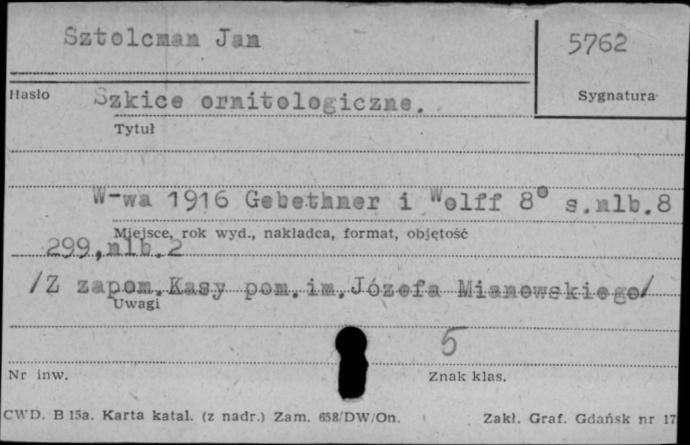 Sztolcman Jan
5762
Hasło
Szkice ornitologiczne.
Sygnatura
Tytuł
W-wa 1916 Gebethner i Wolff 8° s.nlb.8
Miejsce, rok wyd., nakładca, format, objętość
299,nlb.2
/Z zapom.Kasy pom.im.Józefa Mianowskiego/
Uwagi
5
Nr inw.
Znak klas.
CWD. B 15a. Karta katal. (z nadr.) Zam. 658/DW/On.
Zakł. Graf. Gdańsk nr 17